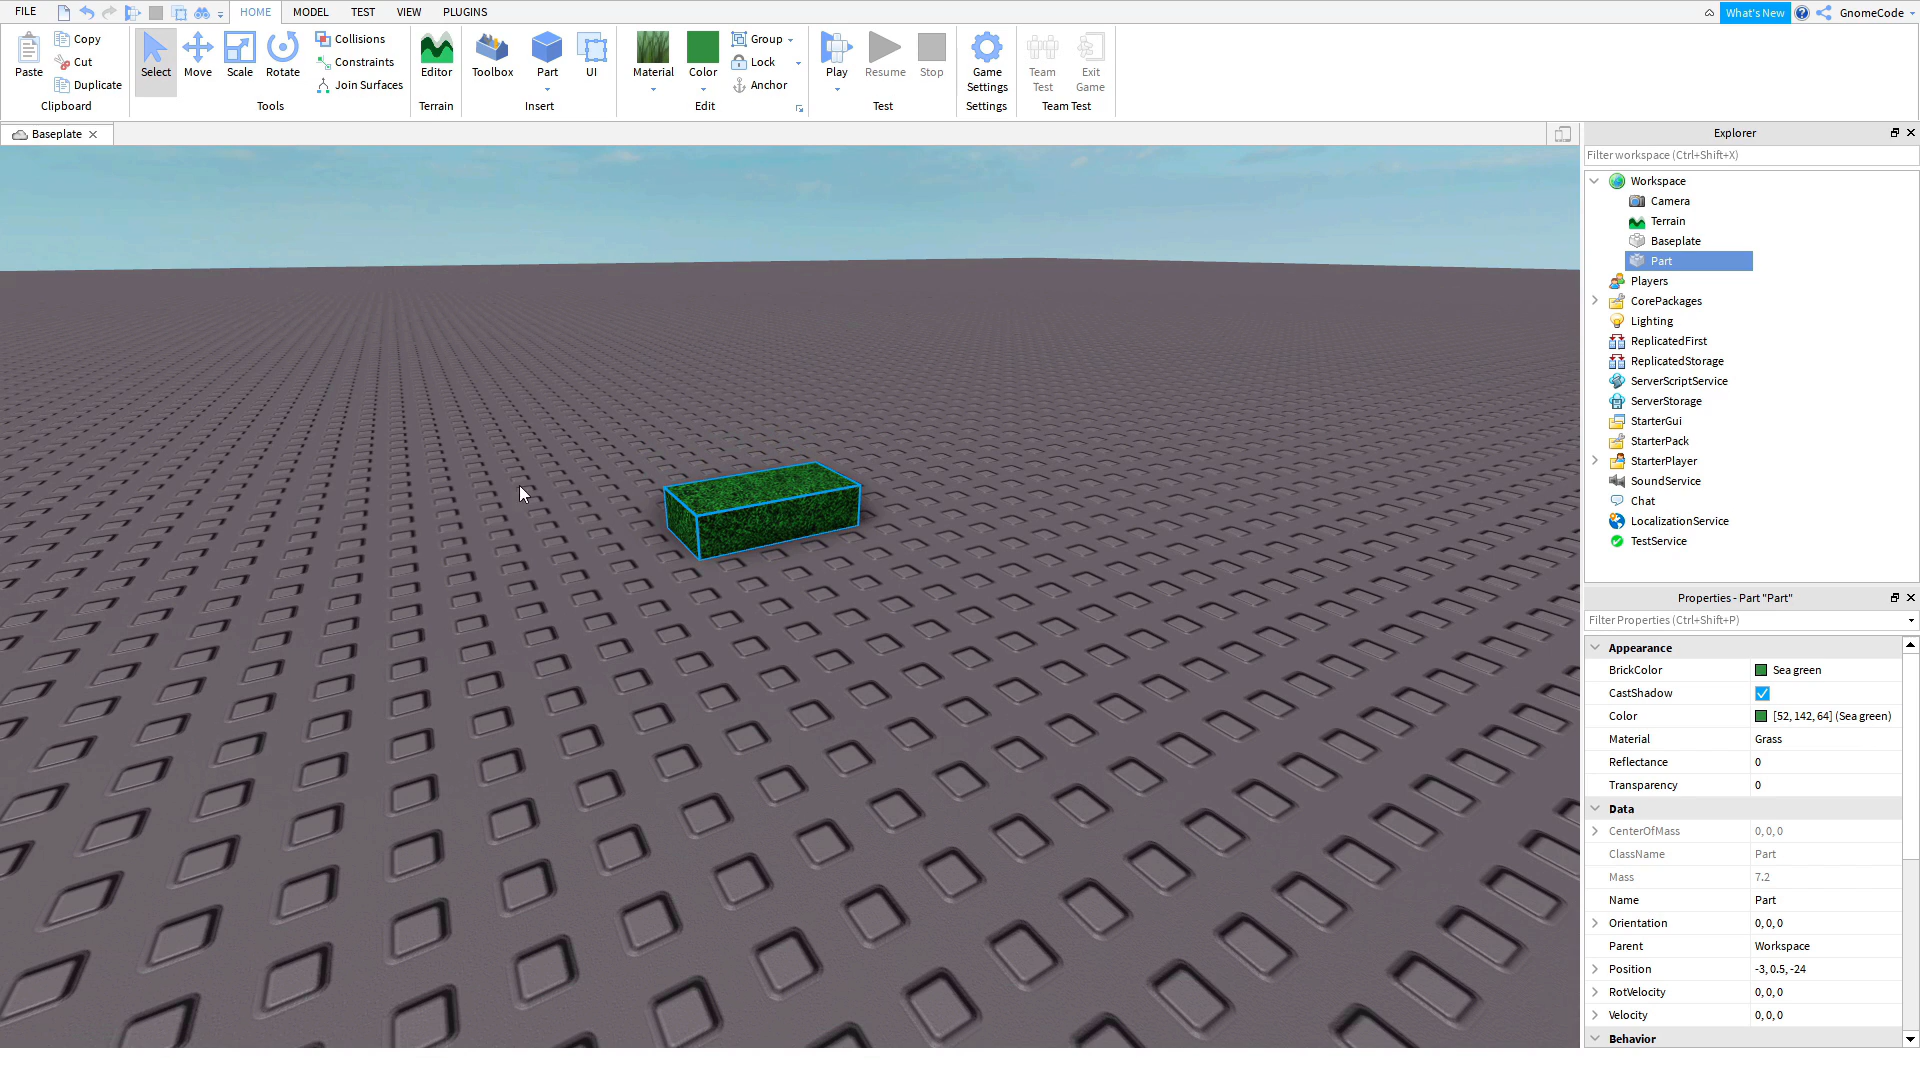 FILE HOME MODEL TEST VIEW PLUGINS What's New GnomeCode
Paste Copy Cut Duplicate
Clipboard
Select Move Scale Rotate Collisions Constraints Join Surfaces
Tools
Editor
Terrain
Toolbox Part UI
Insert
Material Color Group Lock Anchor
Edit
Play Resume Stop
Test
Game Settings
Settings
Team Test Exit Game
Team Test
Baseplate
Explorer
Filter workspace (Ctrl+Shift+X)
Workspace
Camera
Terrain
Baseplate
Part
Players
CorePackages
Lighting
ReplicatedFirst
ReplicatedStorage
ServerScriptService
ServerStorage
StarterGui
StarterPack
StarterPlayer
SoundService
Chat
LocalizationService
TestService
Properties - Part "Part"
Filter Properties (Ctrl+Shift+P)
Appearance
BrickColor Sea green
CastShadow
Color [52, 142, 64] (Sea green)
Material Grass
Reflectance 0
Transparency 0
Data
CenterOfMass 0, 0, 0
ClassName Part
Mass 7.2
Name Part
Orientation 0, 0, 0
Parent Workspace
Position -3, 0.5, -24
RotVelocity 0, 0, 0
Velocity 0, 0, 0
Behavior